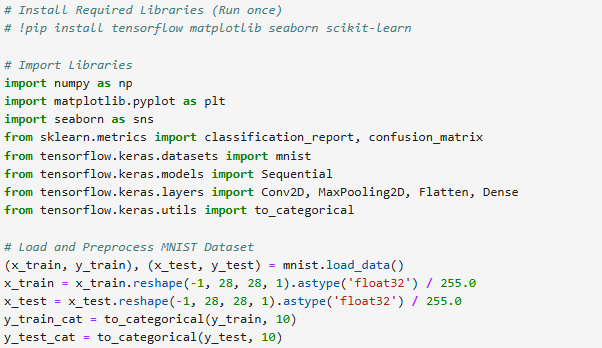 # Install Required Libraries (Run once)
# !pip install tensorflow matplotlib seaborn scikit-learn

# Import Libraries
import numpy as np
import matplotlib.pyplot as plt
import seaborn as sns
from sklearn.metrics import classification_report, confusion_matrix
from tensorflow.keras.datasets import mnist
from tensorflow.keras.models import Sequential
from tensorflow.keras.layers import Conv2D, MaxPooling2D, Flatten, Dense
from tensorflow.keras.utils import to_categorical

# Load and Preprocess MNIST Dataset
(x_train, y_train), (x_test, y_test) = mnist.load_data()
x_train = x_train.reshape(-1, 28, 28, 1).astype('float32') / 255.0
x_test = x_test.reshape(-1, 28, 28, 1).astype('float32') / 255.0
y_train_cat = to_categorical(y_train, 10)
y_test_cat = to_categorical(y_test, 10)